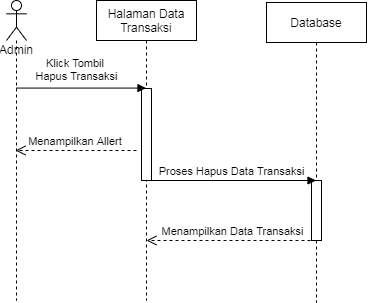 Halaman Data
Transaksi
Database
Admin
Klick Tombil
Hapus Transaksi
Menampilkan Allert
Proses Hapus Data Transaksi
Menampilkan Data Transaksi